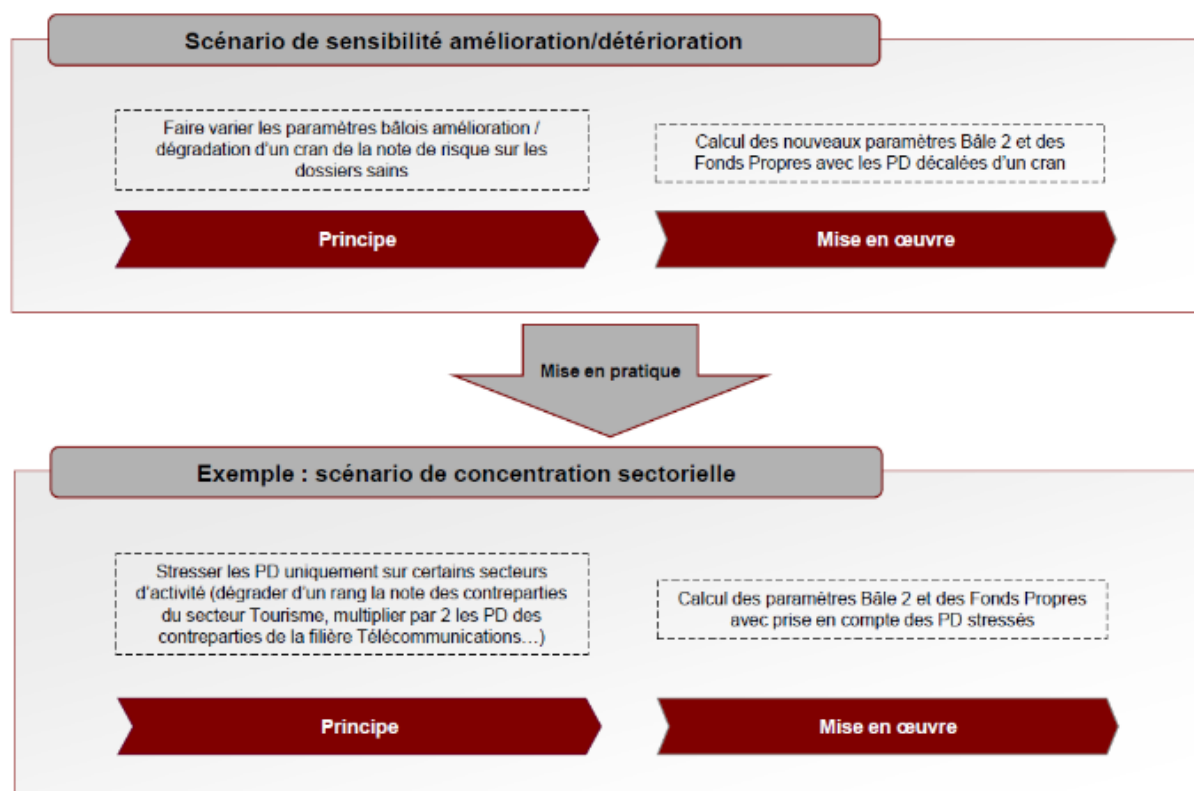 Scénario de sensibilité amélioration/détérioration
Faire varier les paramètres bâlois amélioration /
dégradation d'un cran de la note de risque sur les
dossiers sains
Calcul des nouveaux paramètres Bâle 2 et des
Fonds Propres avec les PD décalées d'un cran
Principe
Mise en œuvre
Mise en pratique
Exemple : scénario de concentration sectorielle
Stresser les PD uniquement sur certains secteurs
d'activité (dégrader d'un rang la note des contreparties
du secteur Tourisme, multiplier par 2 les PD des
contreparties de la filière Télécommunications…)
Calcul des paramètres Bâle 2 et des Fonds Propres
avec prise en compte des PD stressés
Principe
Mise en œuvre